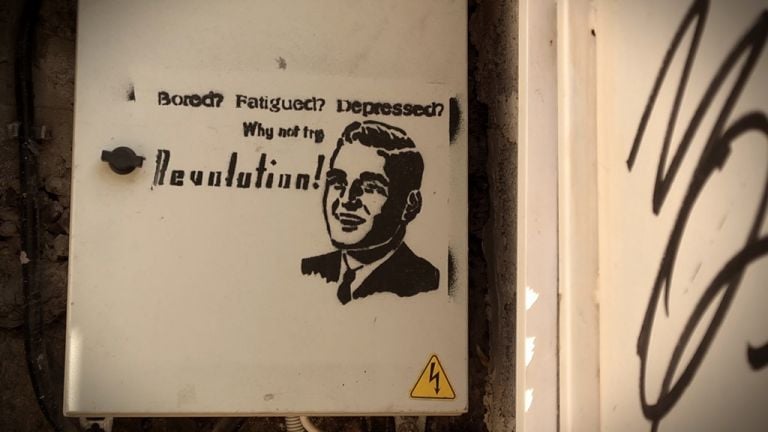 Bored? Fatigued? Depressed?
Why not try
Revolution!